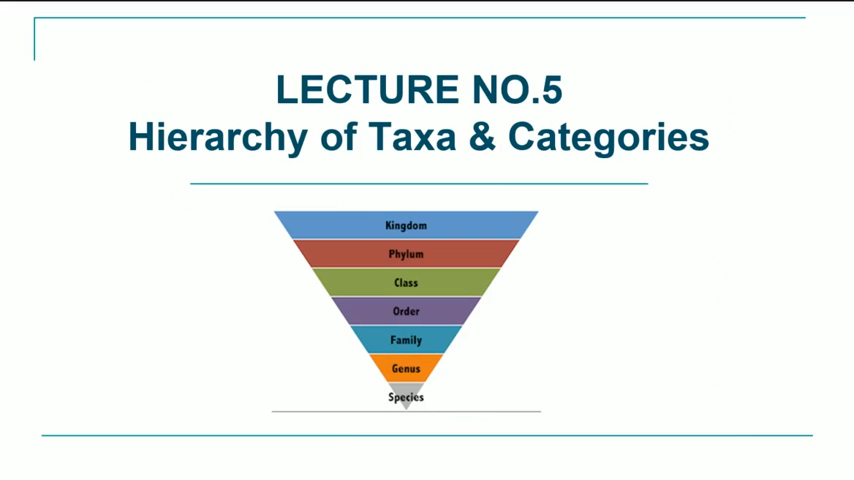 LECTURE NO.5
Hierarchy of Taxa & Categories
Kingdom
Phylum
Class
Order
Family
Genus
Species